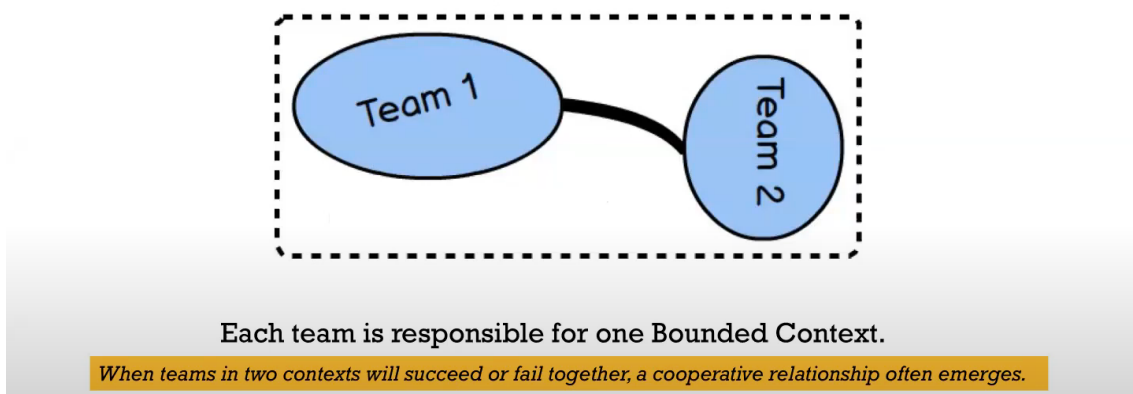 Team 1
Team 2
Each team is responsible for one Bounded Context.
When teams in two contexts will succeed or fail together, a cooperative relationship often emerges.